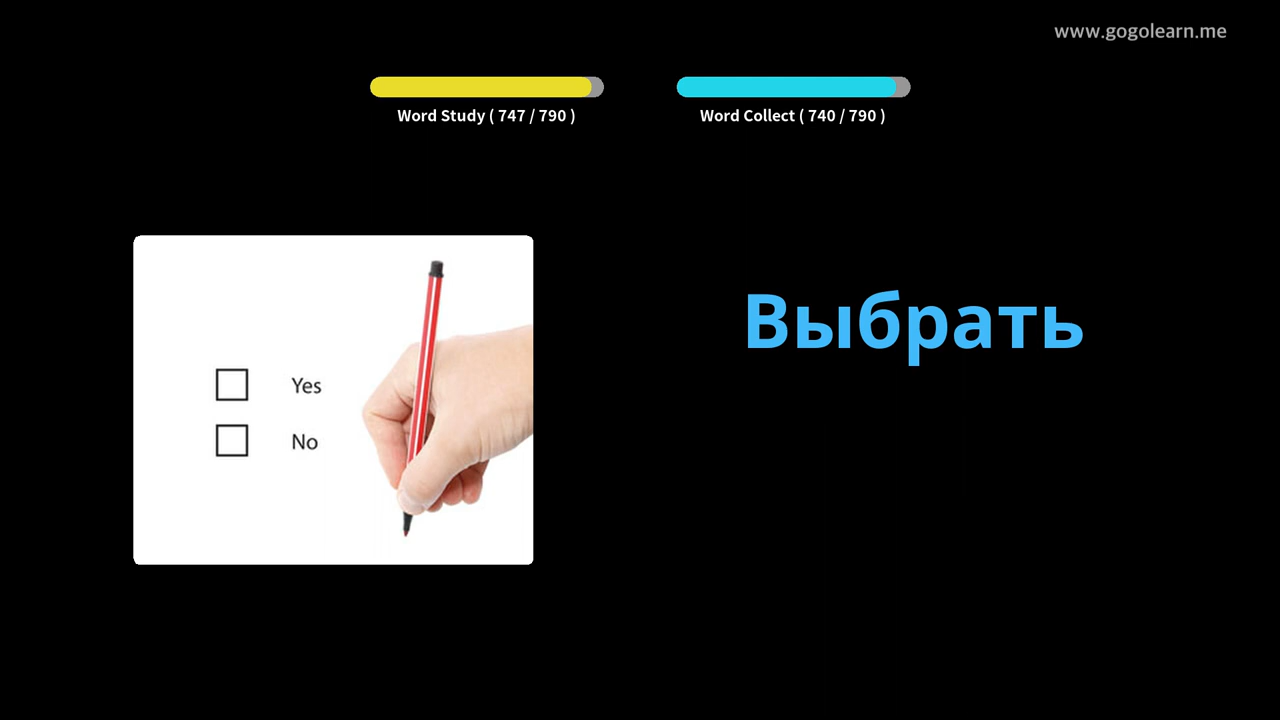 www.gogolearn.me
Word Study ( 747 / 790 )
Word Collect ( 740 / 790 )
Выбрать
Yes
No